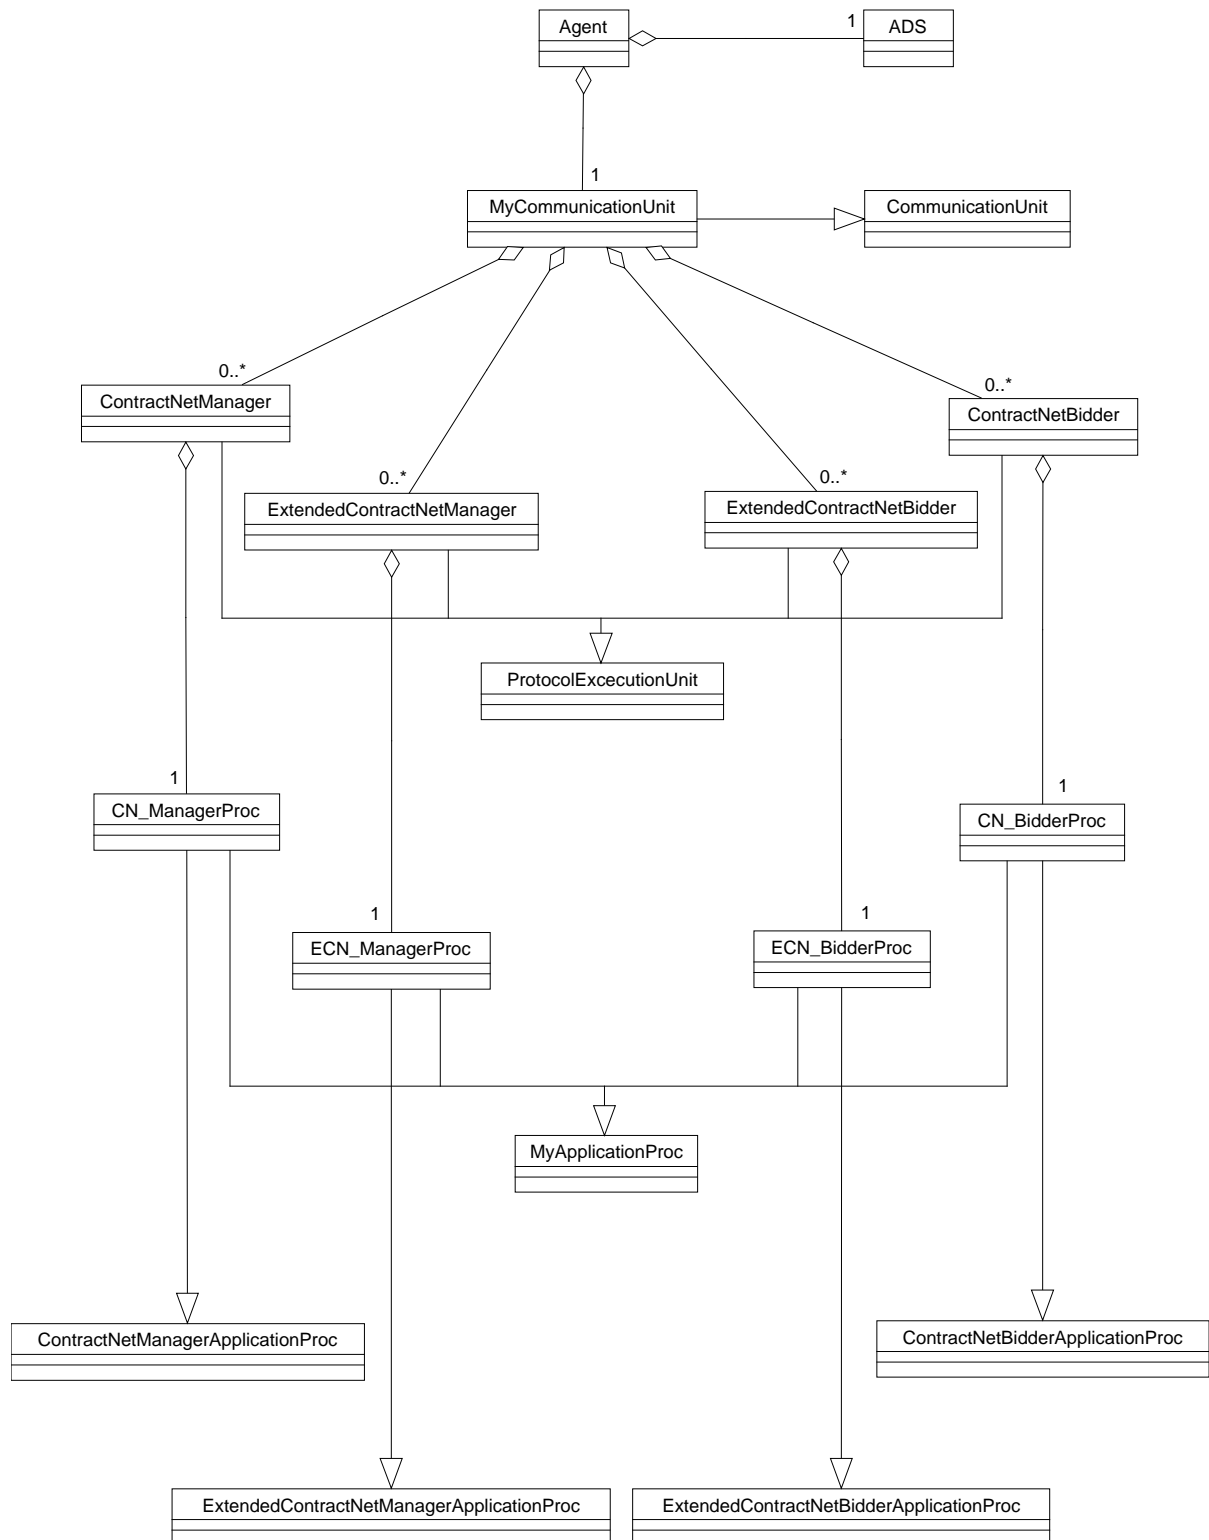 Agent
1
ADS
1
MyCommunicationUnit
CommunicationUnit
0..*
0..*
ContractNetManager
ContractNetBidder
0..*
0..*
ExtendedContractNetManager
ExtendedContractNetBidder
ProtocolExcecutionUnit
1
1
CN_ManagerProc
CN_BidderProc
1
1
ECN_ManagerProc
ECN_BidderProc
MyApplicationProc
ContractNetManagerApplicationProc
ContractNetBidderApplicationProc
ExtendedContractNetManagerApplicationProc
ExtendedContractNetBidderApplicationProc